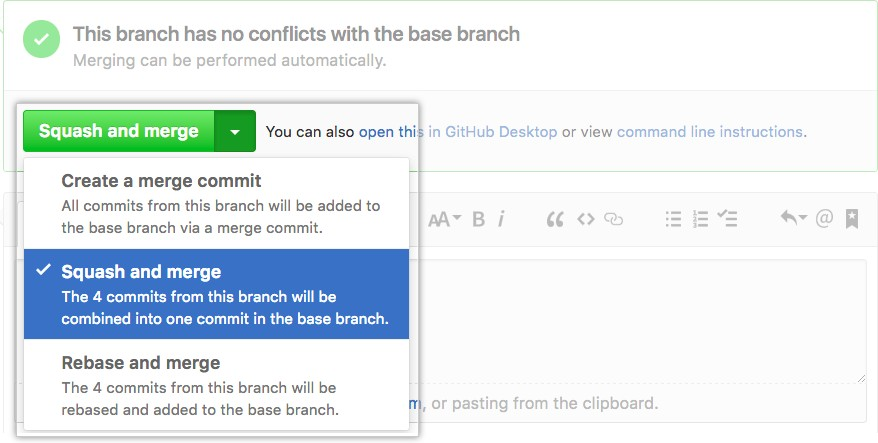 This branch has no conflicts with the base branch
Merging can be performed automatically.
Squash and merge
You can also open this in GitHub Desktop or view command line instructions.
Create a merge commit
All commits from this branch will be added to
the base branch via a merge commit.
Squash and merge
The 4 commits from this branch will be
combined into one commit in the base branch.
Rebase and merge
The 4 commits from this branch will be
rebased and added to the base branch.
AA B i
, or pasting from the clipboard.